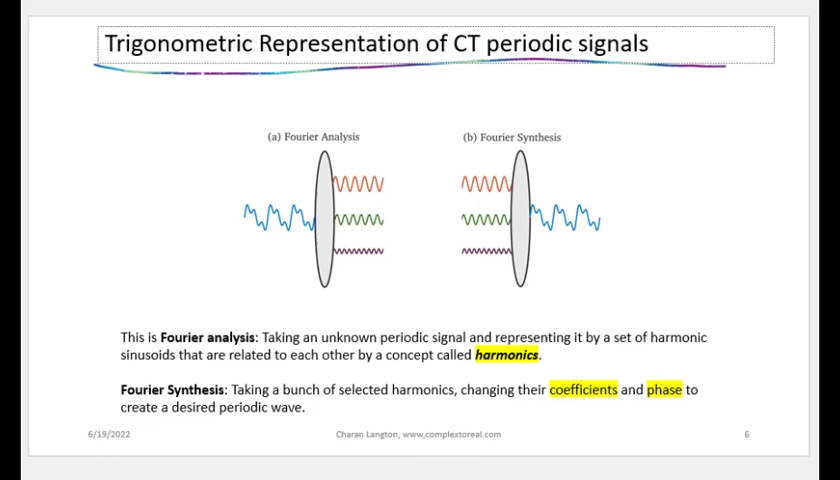 Trigonometric Representation of CT periodic signals
(a) Fourier Analysis
(b) Fourier Synthesis
This is Fourier analysis: Taking an unknown periodic signal and representing it by a set of harmonic
sinusoids that are related to each other by a concept called harmonics.
Fourier Synthesis: Taking a bunch of selected harmonics, changing their coefficients and phase to
create a desired periodic wave.
6/19/2022
Charan Langton, www,complextoreal.com
6